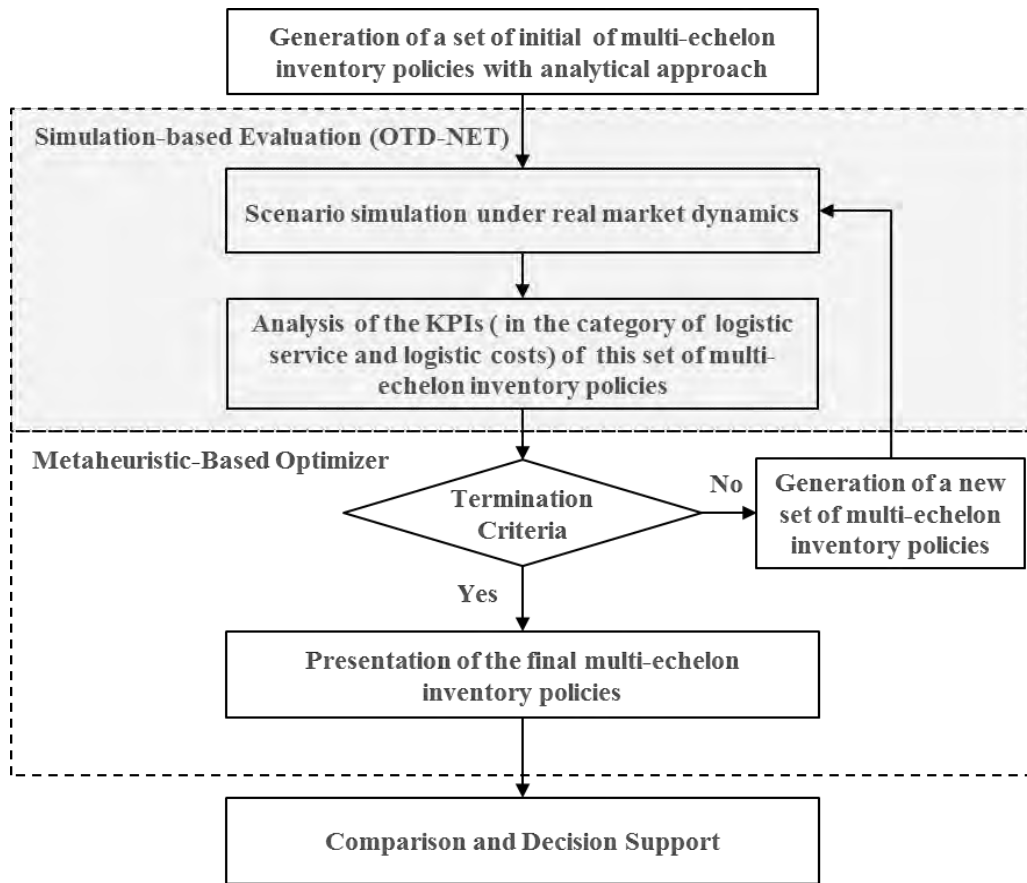 Generation of a set of initial of multi-echelon
inventory policies with analytical approach
Simulation-based Evaluation (OTD-NET)
Scenario simulation under real market dynamics
Analysis of the KPIs ( in the category of logistic
service and logistic costs) of this set of multi-
echelon inventory policies
Metaheuristic-Based Optimizer
Termination
Criteria
No
Generation of a new
set of multi-echelon
inventory policies
Yes
Presentation of the final multi-echelon
inventory policies
Comparison and Decision Support